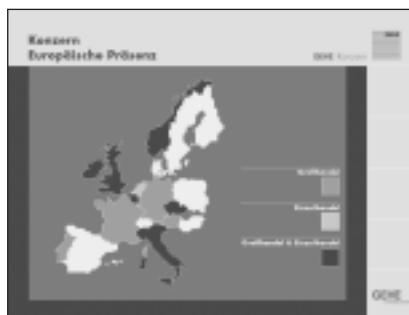 Konzern
Europäische Präsenz
GEHE Konzern
Großhandel
Einzelhandel
Großhandel & Einzelhandel
GEHE